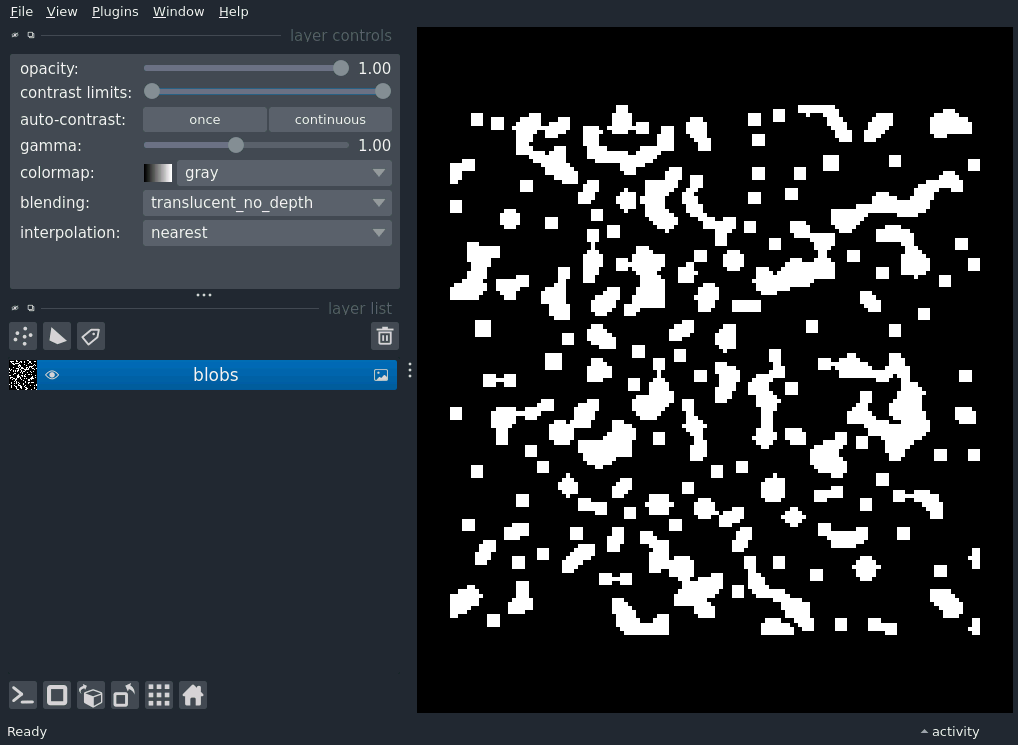 File View Plugins Window Help
layer controls
opacity: 1.00
contrast limits:
auto-contrast: once continuous
gamma: 1.00
colormap: gray
blending: translucent_no_depth
interpolation: nearest
layer list
blobs
Ready activity